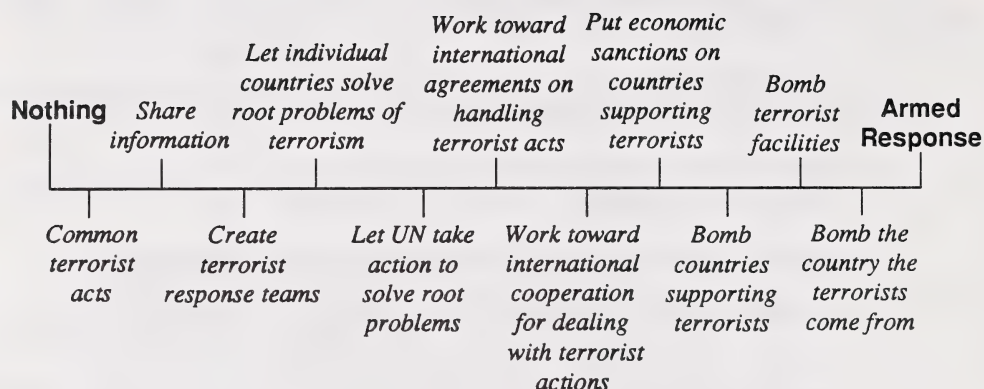 Nothing
Share
information
Let individual
countries solve
root problems of
terrorism
Work toward
international
agreements on
handling
terrorist acts
Put economic
sanctions on
countries
supporting
terrorists
Bomb
terrorist
facilities
Armed
Response
Common
terrorist
acts
Create
terrorist
response teams
Let UN take
action to
solve root
problems
Work toward
international
cooperation
for dealing
with terrorist
actions
Bomb
countries
supporting
terrorists
Bomb the
country the
terrorists
come from